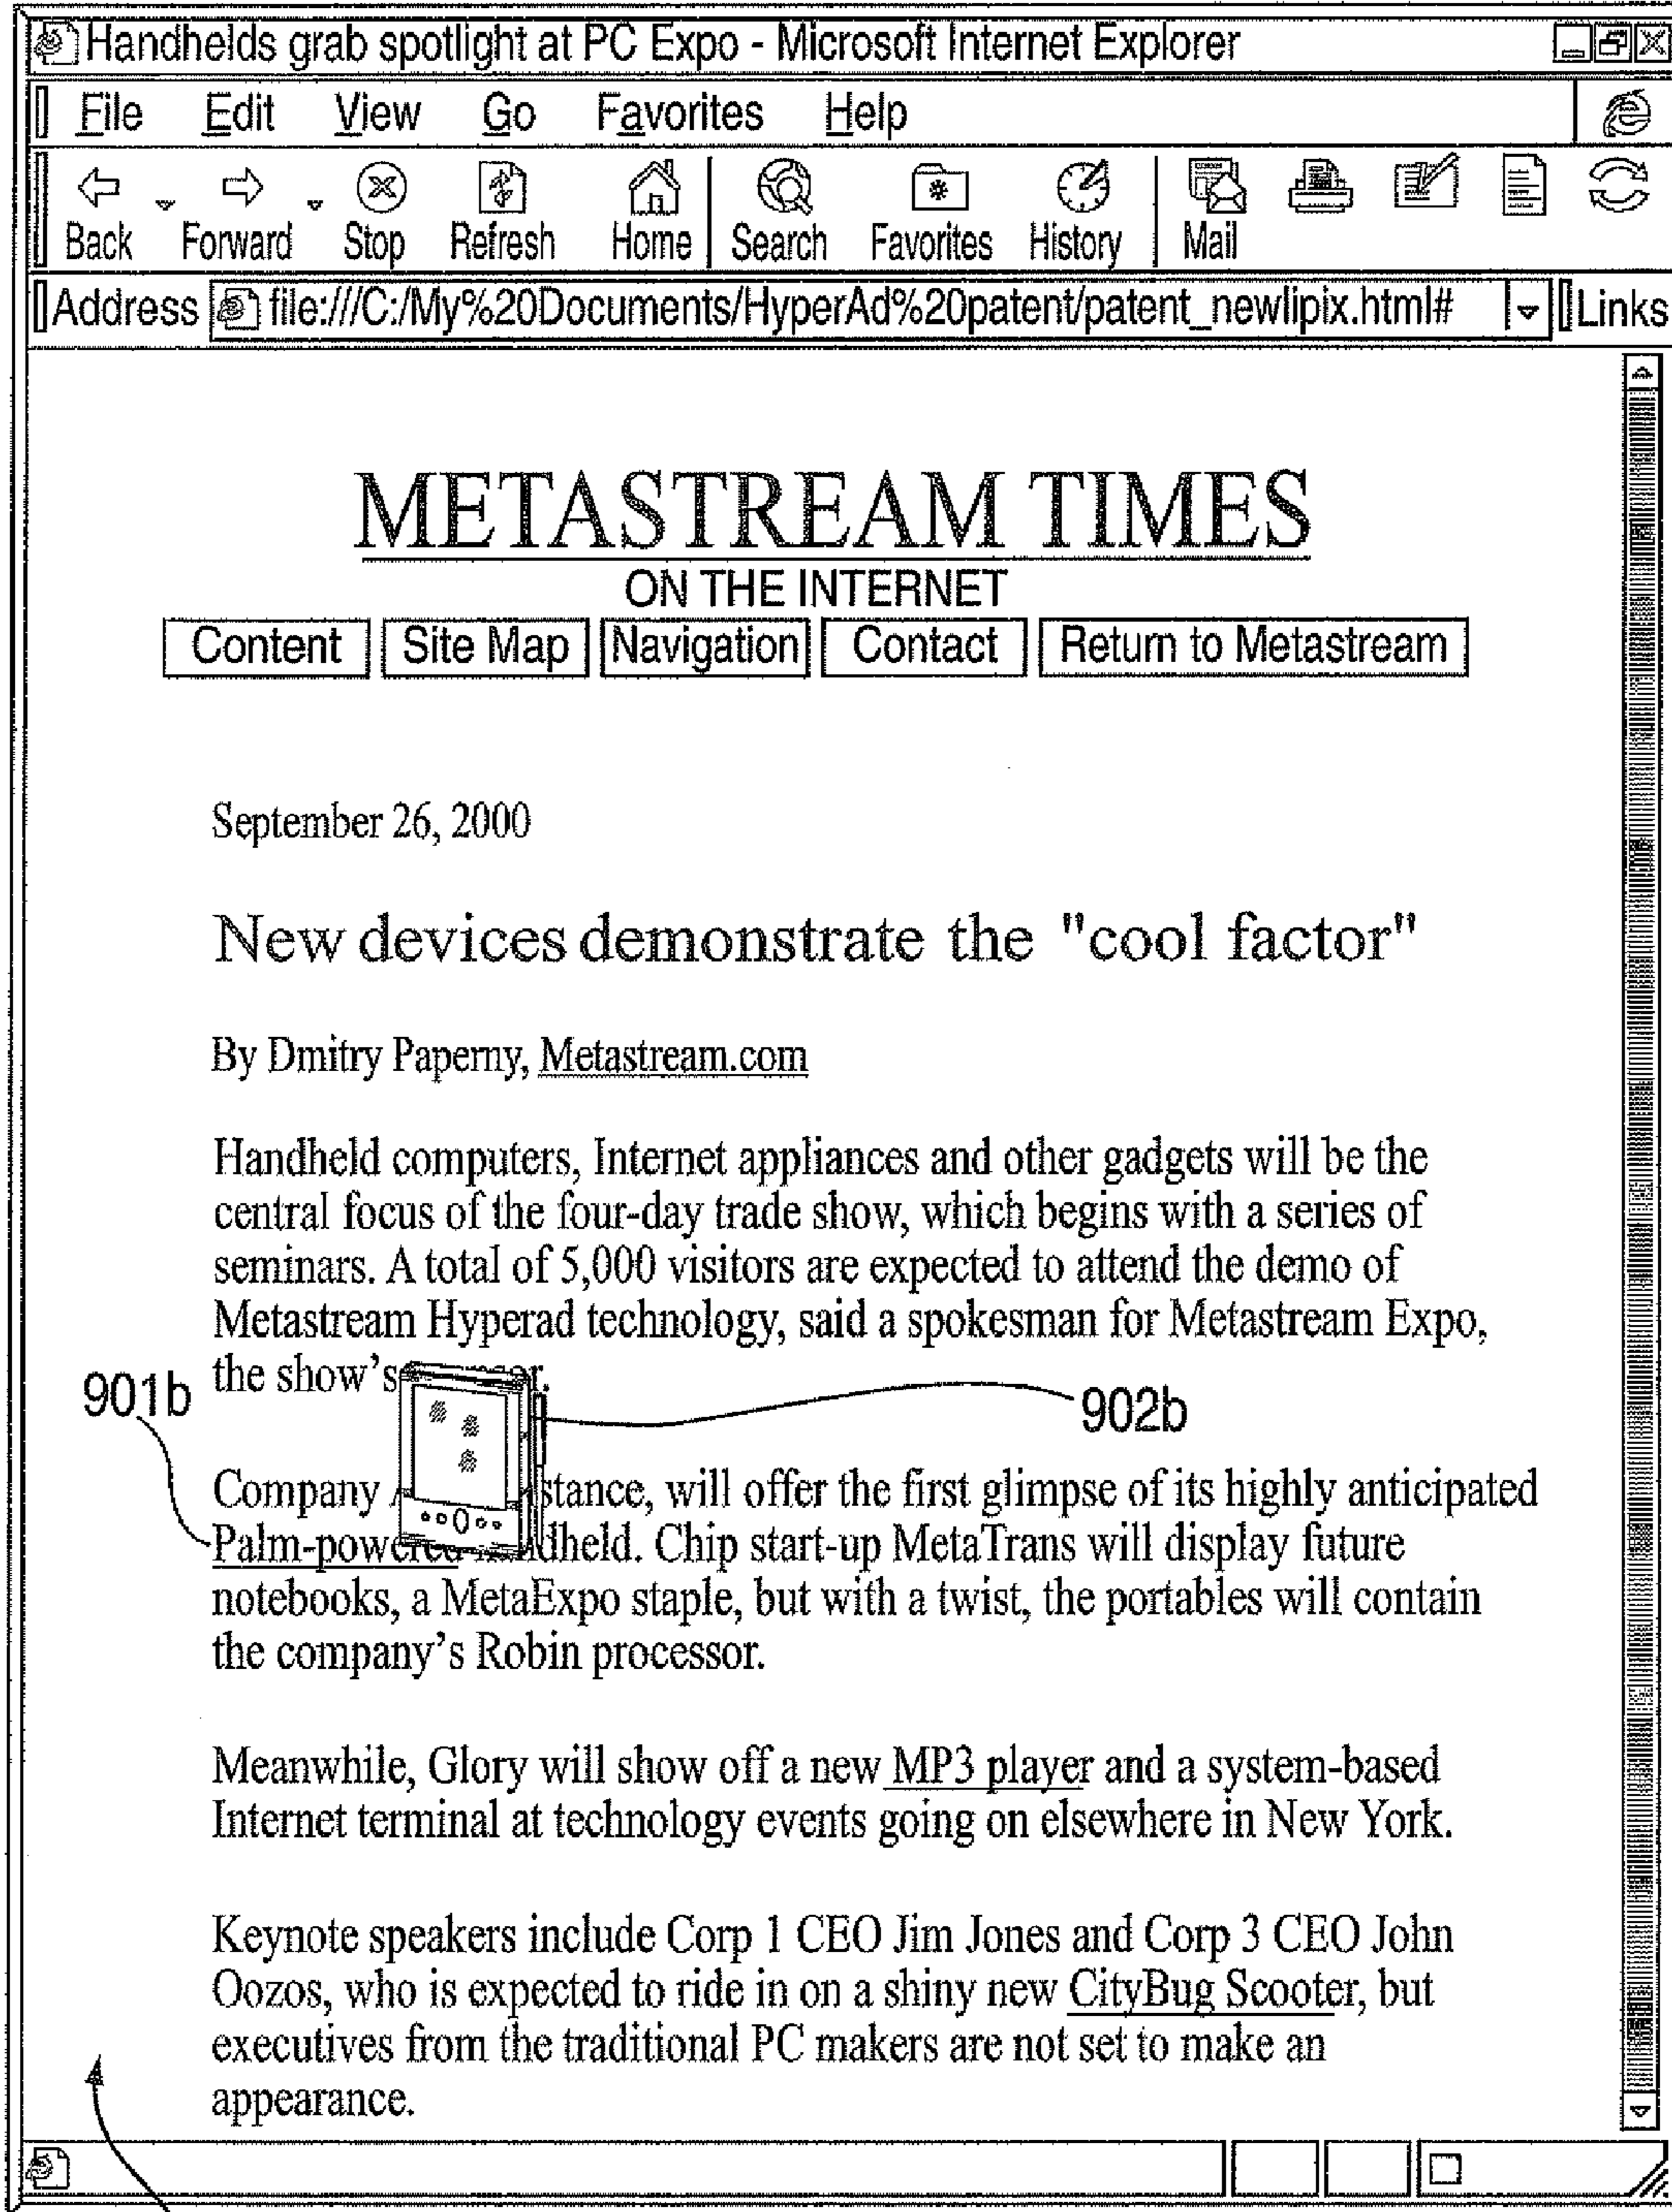 Handhelds grab spotlight at PC Expo - Microsoft Internet Explorer
File Edit View Go Favorites Help
Back Forward Stop Refresh Home Search Favorites History Mail
Address file:///C:/My%20Documents/HyperAd%20patent/patent_newlipix.html# Links
METASTREAM TIMES
ON THE INTERNET
Content Site Map Navigation Contact Return to Metastream
September 26, 2000
New devices demonstrate the "cool factor"
By Dmitry Paperny, Metastream.com
Handheld computers, Internet appliances and other gadgets will be the
central focus of the four-day trade show, which begins with a series of
seminars. A total of 5,000 visitors are expected to attend the demo of
Metastream Hyperad technology, said a spokesman for Metastream Expo,
the show's
901b
902b
Company stance, will offer the first glimpse of its highly anticipated
Palm-powered dheld. Chip start-up MetaTrans will display future
notebooks, a MetaExpo staple, but with a twist, the portables will contain
the company's Robin processor.
Meanwhile, Glory will show off a new MP3 player and a system-based
Internet terminal at technology events going on elsewhere in New York.
Keynote speakers include Corp 1 CEO Jim Jones and Corp 3 CEO John
Oozos, who is expected to ride in on a shiny new CityBug Scooter, but
executives from the traditional PC makers are not set to make an
appearance.